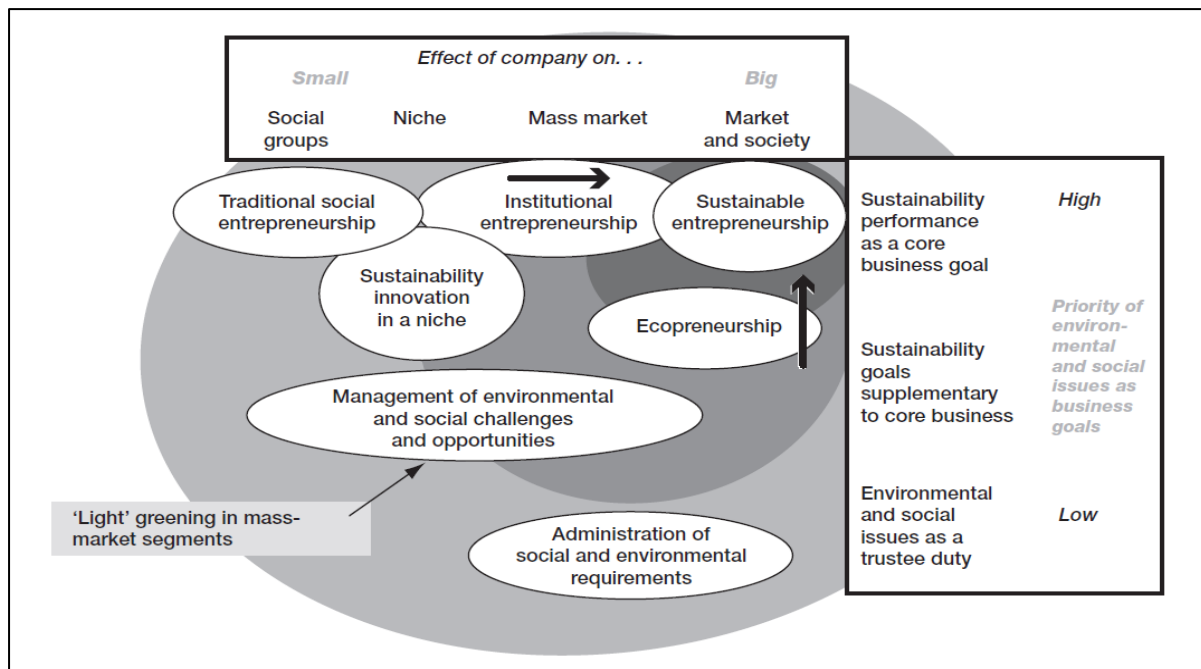 Effect of company on. . .
Small
Big
Social
groups
Niche
Mass market
Market
and society
Traditional social
entrepreneurship
Institutional
entrepreneurship
Sustainable
entrepreneurship
Sustainability
innovation
in a niche
Ecopreneurship
Management of environmental
and social challenges
and opportunities
‘Light’ greening in mass-
market segments
Administration of
social and environmental
requirements
Sustainability
performance
as a core
business goal
High
Sustainability
goals
supplementary
to core business
Priority of
environ-
mental
and social
issues as
business
goals
Environmental
and social
issues as a
trustee duty
Low